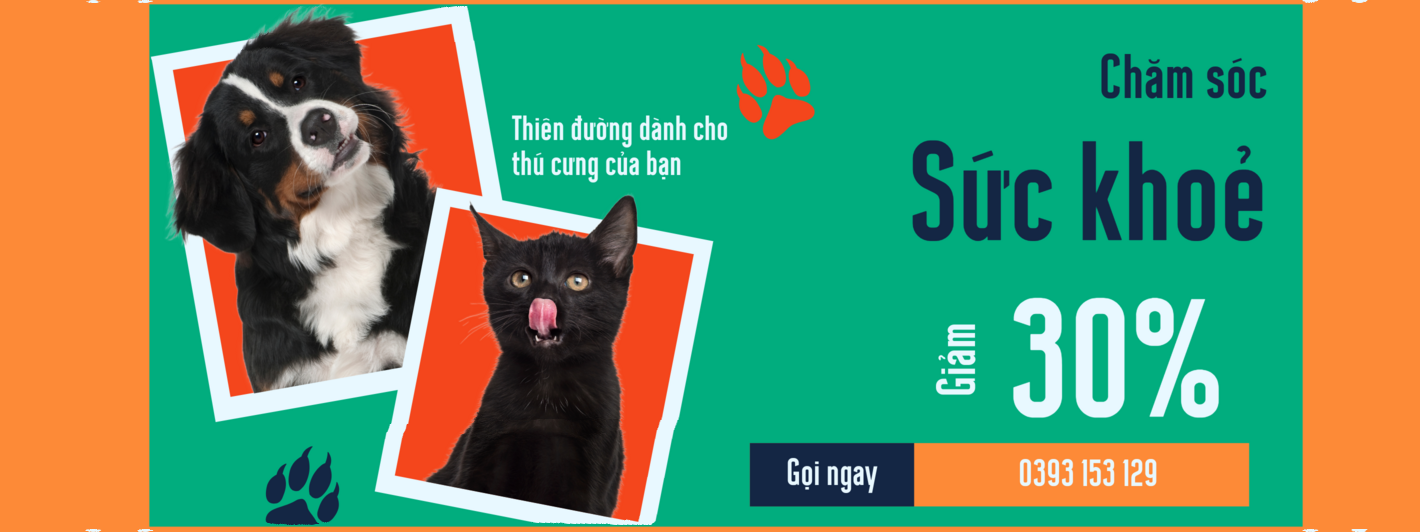 Thiên đường dành cho
thú cưng của bạn
Chăm sóc
Sức khoẻ
Giảm
30%
Gọi ngay
0393 153 129